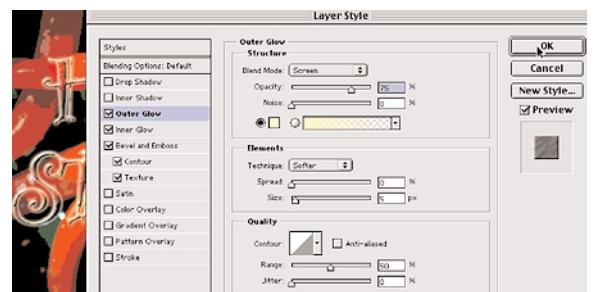 Layer Style
Styles
Blending Options: Default
Drop Shadow
Inner Shadow
Outer Glow
Inner Glow
Bevel and Emboss
Contour
Texture
Satin
Color Overlay
Gradient Overlay
Pattern Overlay
Stroke
Outer Glow
Structure
Blend Mode: Screen
Opacity: 75 %
Noise: 0 %
Elements
Technique: Softer
Spread: 0 %
Size: 5 px
Quality
Contour: Anti-aliased
Range: 50 %
Jitter: 0 %
OK
Cancel
New Style...
Preview